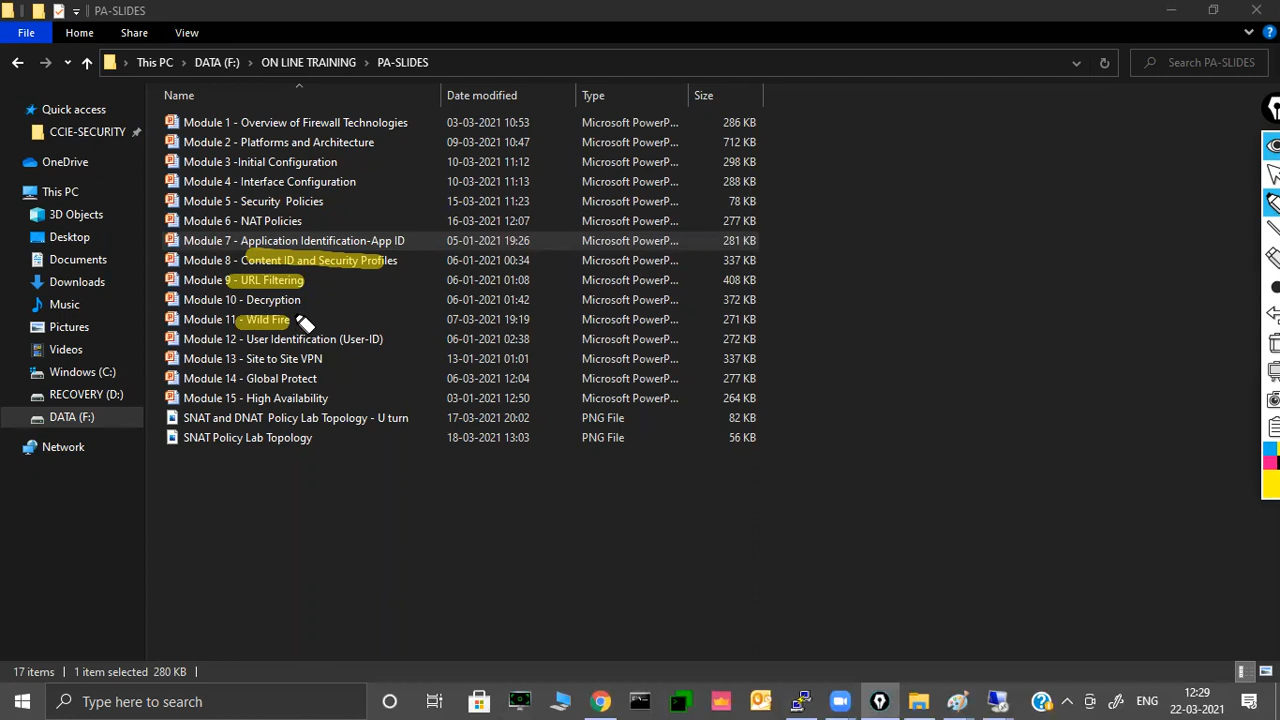 PA-SLIDES
File Home Share View
This PC DATA (F:) ON LINE TRAINING PA-SLIDES Search PA-SLIDES
Name Date modified Type Size
Quick access
CCIE-SECURITY
OneDrive
This PC
3D Objects
Desktop
Documents
Downloads
Music
Pictures
Videos
Windows (C:)
RECOVERY (D:)
DATA (F:)
Network
Module 1 - Overview of Firewall Technologies 03-03-2021 10:53 Microsoft PowerP... 286 KB
Module 2 - Platforms and Architecture 09-03-2021 10:47 Microsoft PowerP... 712 KB
Module 3 -Initial Configuration 10-03-2021 11:12 Microsoft PowerP... 298 KB
Module 4 - Interface Configuration 10-03-2021 11:13 Microsoft PowerP... 288 KB
Module 5 - Security Policies 15-03-2021 11:23 Microsoft PowerP... 78 KB
Module 6 - NAT Policies 16-03-2021 12:07 Microsoft PowerP... 277 KB
Module 7 - Application Identification-App ID 05-01-2021 19:26 Microsoft PowerP... 281 KB
Module 8 - Content ID and Security Profiles 06-01-2021 00:34 Microsoft PowerP... 337 KB
Module 9 - URL Filtering 06-01-2021 01:08 Microsoft PowerP... 408 KB
Module 10 - Decryption 06-01-2021 01:42 Microsoft PowerP... 372 KB
Module 11 - Wild Fire 07-03-2021 19:19 Microsoft PowerP... 271 KB
Module 12 - User Identification (User-ID) 06-01-2021 02:38 Microsoft PowerP... 272 KB
Module 13 - Site to Site VPN 13-01-2021 01:01 Microsoft PowerP... 337 KB
Module 14 - Global Protect 06-03-2021 12:04 Microsoft PowerP... 277 KB
Module 15 - High Availability 03-01-2021 12:50 Microsoft PowerP... 264 KB
SNAT and DNAT Policy Lab Topology - U turn 17-03-2021 20:02 PNG File 82 KB
SNAT Policy Lab Topology 18-03-2021 13:03 PNG File 56 KB
17 items 1 item selected 280 KB
Type here to search
ENG
12:29
22-03-2021